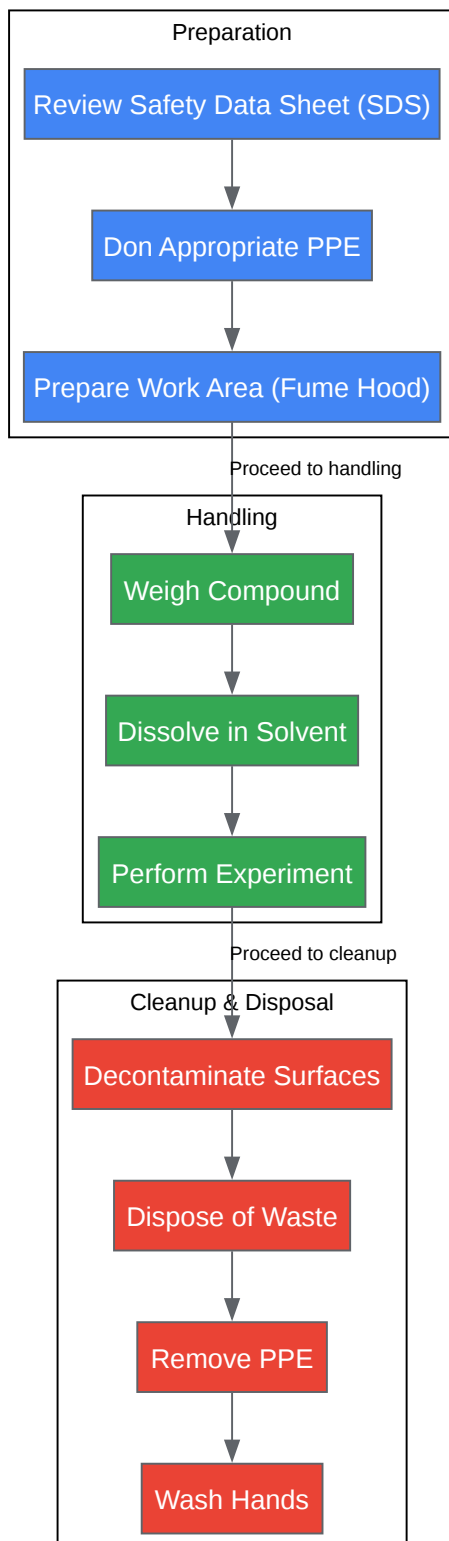 Preparation
Review Safety Data Sheet (SDS)
Don Appropriate PPE
Prepare Work Area (Fume Hood)
Proceed to handling
Handling
Weigh Compound
Dissolve in Solvent
Perform Experiment
Proceed to cleanup
Cleanup & Disposal
Decontaminate Surfaces
Dispose of Waste
Remove PPE
Wash Hands